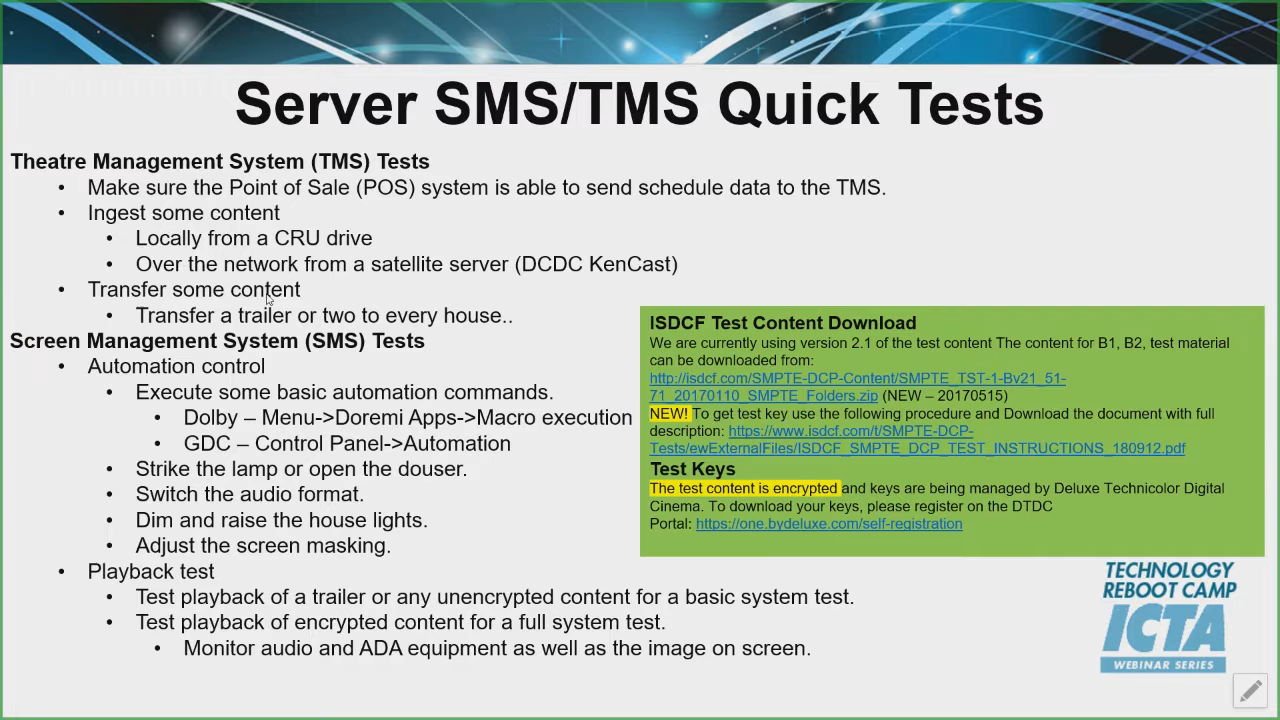 Server SMS/TMS Quick Tests
Theatre Management System (TMS) Tests
• Make sure the Point of Sale (POS) system is able to send schedule data to the TMS.
• Ingest some content
• Locally from a CRU drive
• Over the network from a satellite server (DCDC KenCast)
• Transfer some content
• Transfer a trailer or two to every house..
Screen Management System (SMS) Tests
• Automation control
• Execute some basic automation commands.
• Dolby – Menu->Doremi Apps->Macro execution
• GDC – Control Panel->Automation
• Strike the lamp or open the douser.
• Switch the audio format.
• Dim and raise the house lights.
• Adjust the screen masking.
• Playback test
• Test playback of a trailer or any unencrypted content for a basic system test.
• Test playback of encrypted content for a full system test.
• Monitor audio and ADA equipment as well as the image on screen.
ISDCF Test Content Download
We are currently using version 2.1 of the test content The content for B1, B2, test material
can be downloaded from:
http://isdcf.com/SMPTE-DCP-Content/SMPTE_TST-1-Bv21_51-
71_20170110_SMPTE_Folders.zip (NEW – 20170515)
NEW! To get test key use the following procedure and Download the document with full
description: https://www.isdcf.com/t/SMPTE-DCP-
Tests/ewExternalFiles/ISDCF_SMPTE_DCP_TEST_INSTRUCTIONS_180912.pdf
Test Keys
The test content is encrypted and keys are being managed by Deluxe Technicolor Digital
Cinema. To download your keys, please register on the DTDC
Portal: https://one.bydeluxe.com/self-registration
TECHNOLOGY
REBOOT CAMP
ICTA
WEBINAR SERIES